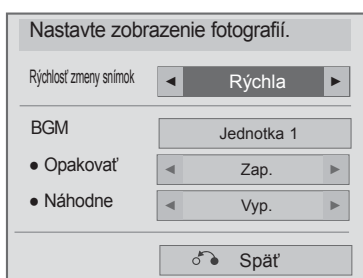 Nastavte zobrazenie fotografií.
Rýchlosť zmeny snímok ◄ Rýchla ►
BGM Jednotka 1
● Opakovať ◄ Zap. ►
● Náhodne ◄ Vyp. ►
Späť